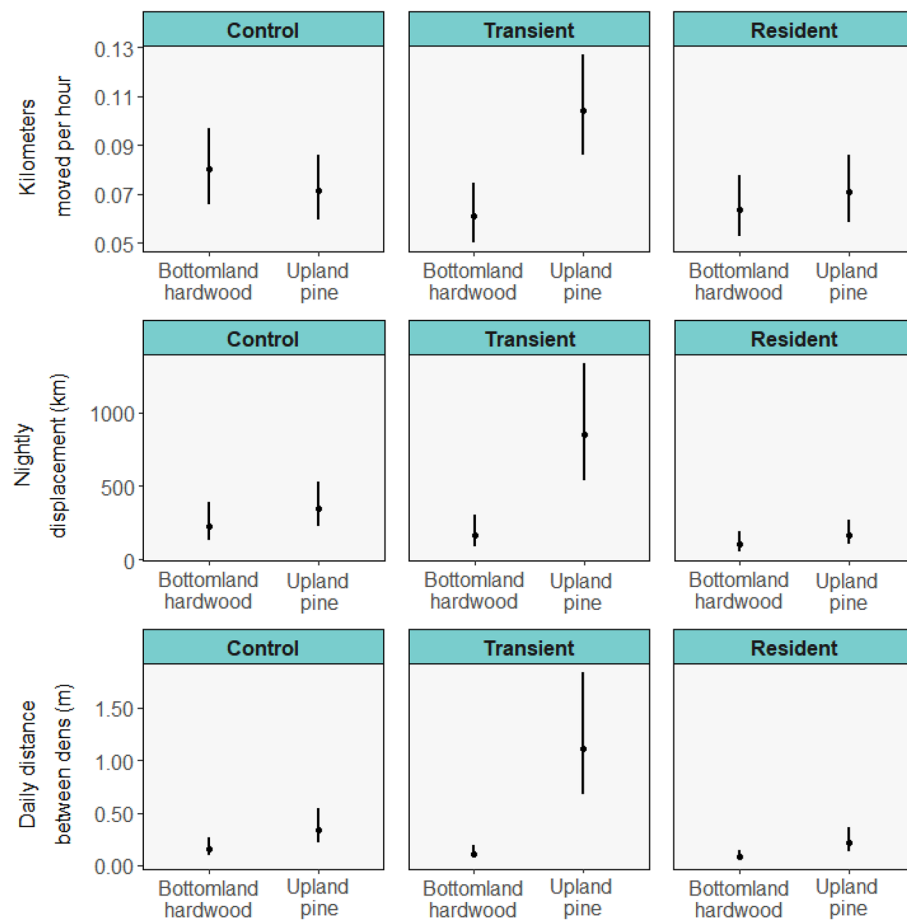 Control
Transient
Resident
Kilometers
moved per hour
0.13
0.11
0.09
0.07
0.05
Bottomland
hardwood
Upland
pine
Bottomland
hardwood
Upland
pine
Bottomland
hardwood
Upland
pine
Control
Transient
Resident
Nightly
displacement (km)
1000
500
0
Bottomland
hardwood
Upland
pine
Bottomland
hardwood
Upland
pine
Bottomland
hardwood
Upland
pine
Control
Transient
Resident
Daily distance
between dens (m)
1.50
1.00
0.50
0.00
Bottomland
hardwood
Upland
pine
Bottomland
hardwood
Upland
pine
Bottomland
hardwood
Upland
pine